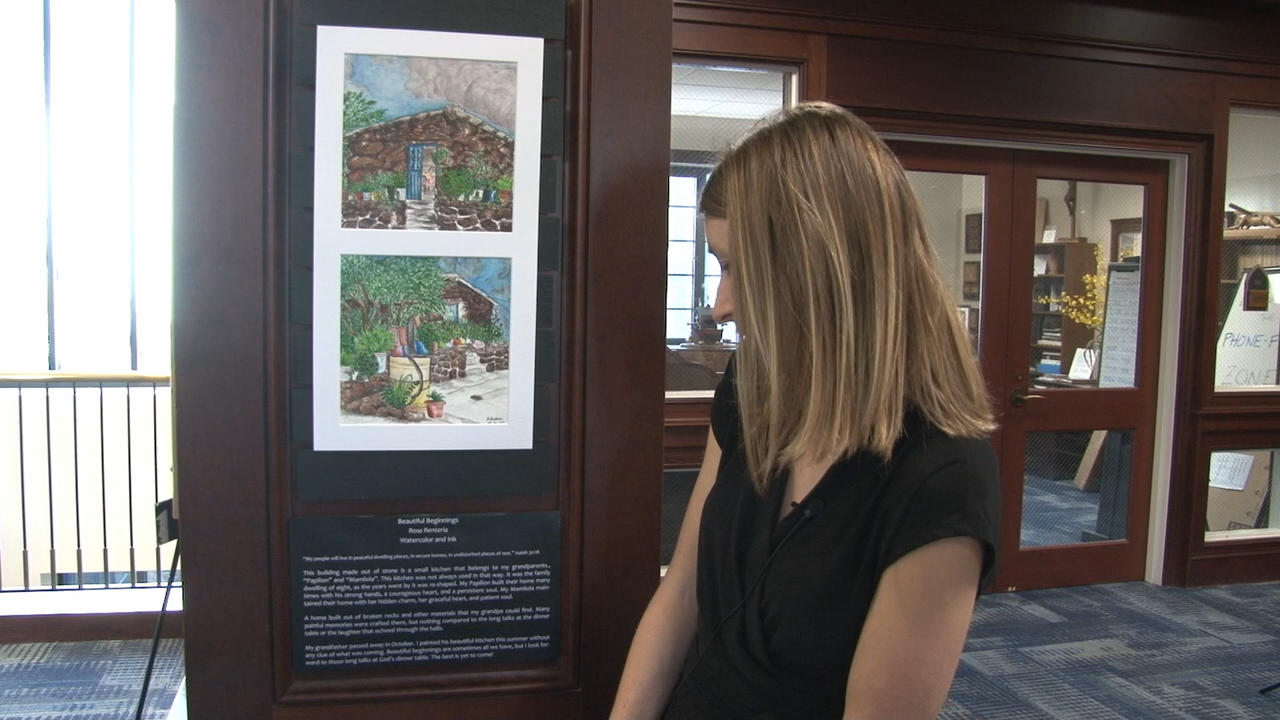 Beautiful Beginnings
Rose Renteria
Watercolor and Ink
"My people will live in peaceful dwelling places, in secure homes, in undisturbed places of rest." Isaiah 32:18
This building made out of stone is a small kitchen that belongs to my grandparents,
"Papilion" and "Mamiola". This kitchen was not always used in that way. It was the family
dwelling of eight, as the years went by it was re-shaped. My Papilion built their home many
times with his strong hands, a courageous heart, and a persistent soul. My Mamiola main-
tained their home with her hidden charm, her graceful heart, and patient soul.
A home built out of broken rocks and other materials that my grandpa could find. Many
painful memories were crafted there, but nothing compared to the long talks at the dinner
table or the laughter that echoed through the halls.
My grandfather passed away in October. I painted his beautiful kitchen this summer without
any clue of what was coming. Beautiful beginnings are sometimes all we have, but I look for-
ward to those long talks at God's dinner table. The best is yet to come!
PHONE-F
ZONE